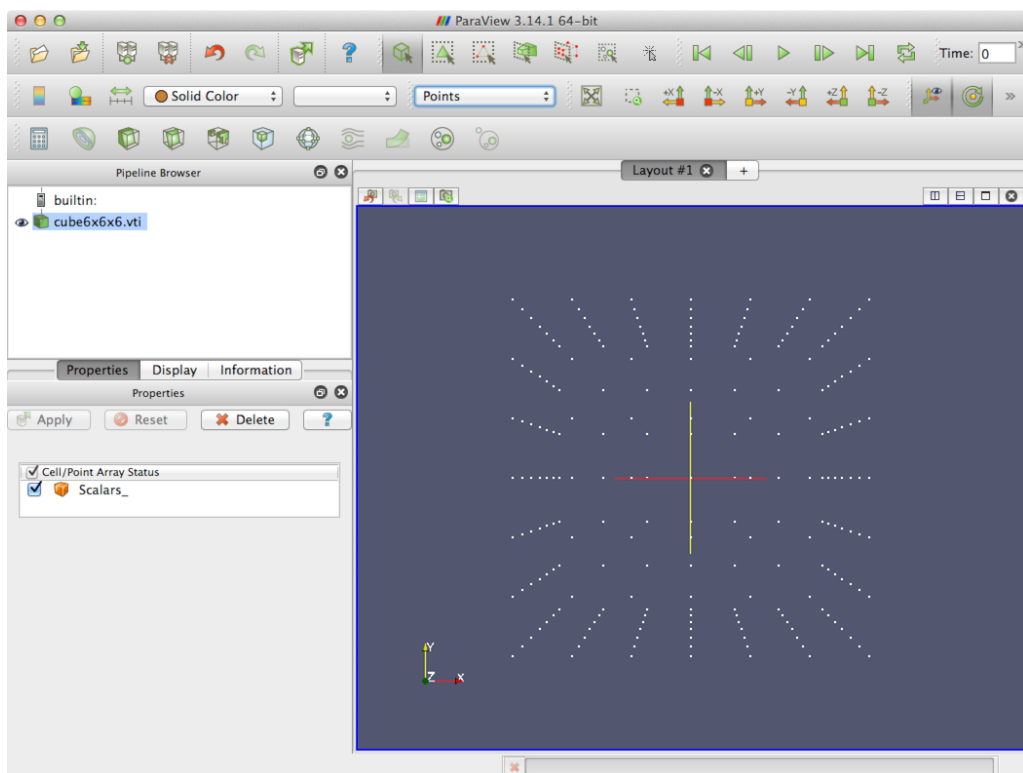 ParaView 3.14.1 64-bit
? Time: 0 »
Solid Color Points +X -X +Y -Y +Z -Z »
Pipeline Browser Layout #1 +
builtin:
cube6x6x6.vti
Properties Display Information
Properties
Apply Reset Delete ?
Cell/Point Array Status
Scalars_
Y
Z X